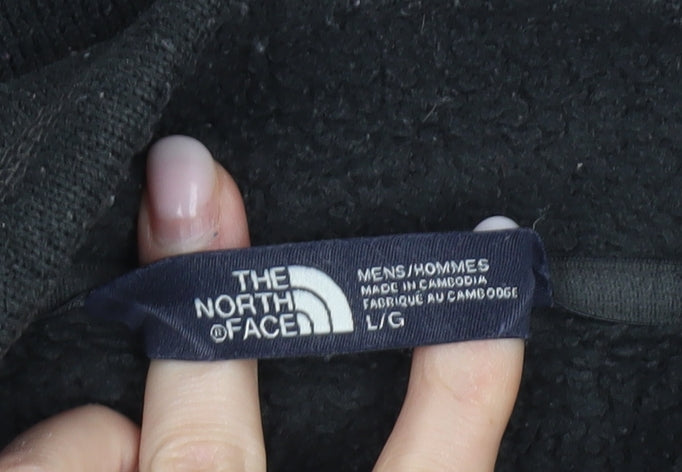 THE
NORTH
® FACE
MENS/HOMMES
MADE IN CAMBODIA
FABRIQUÉ AU CAMBODGE
L/G